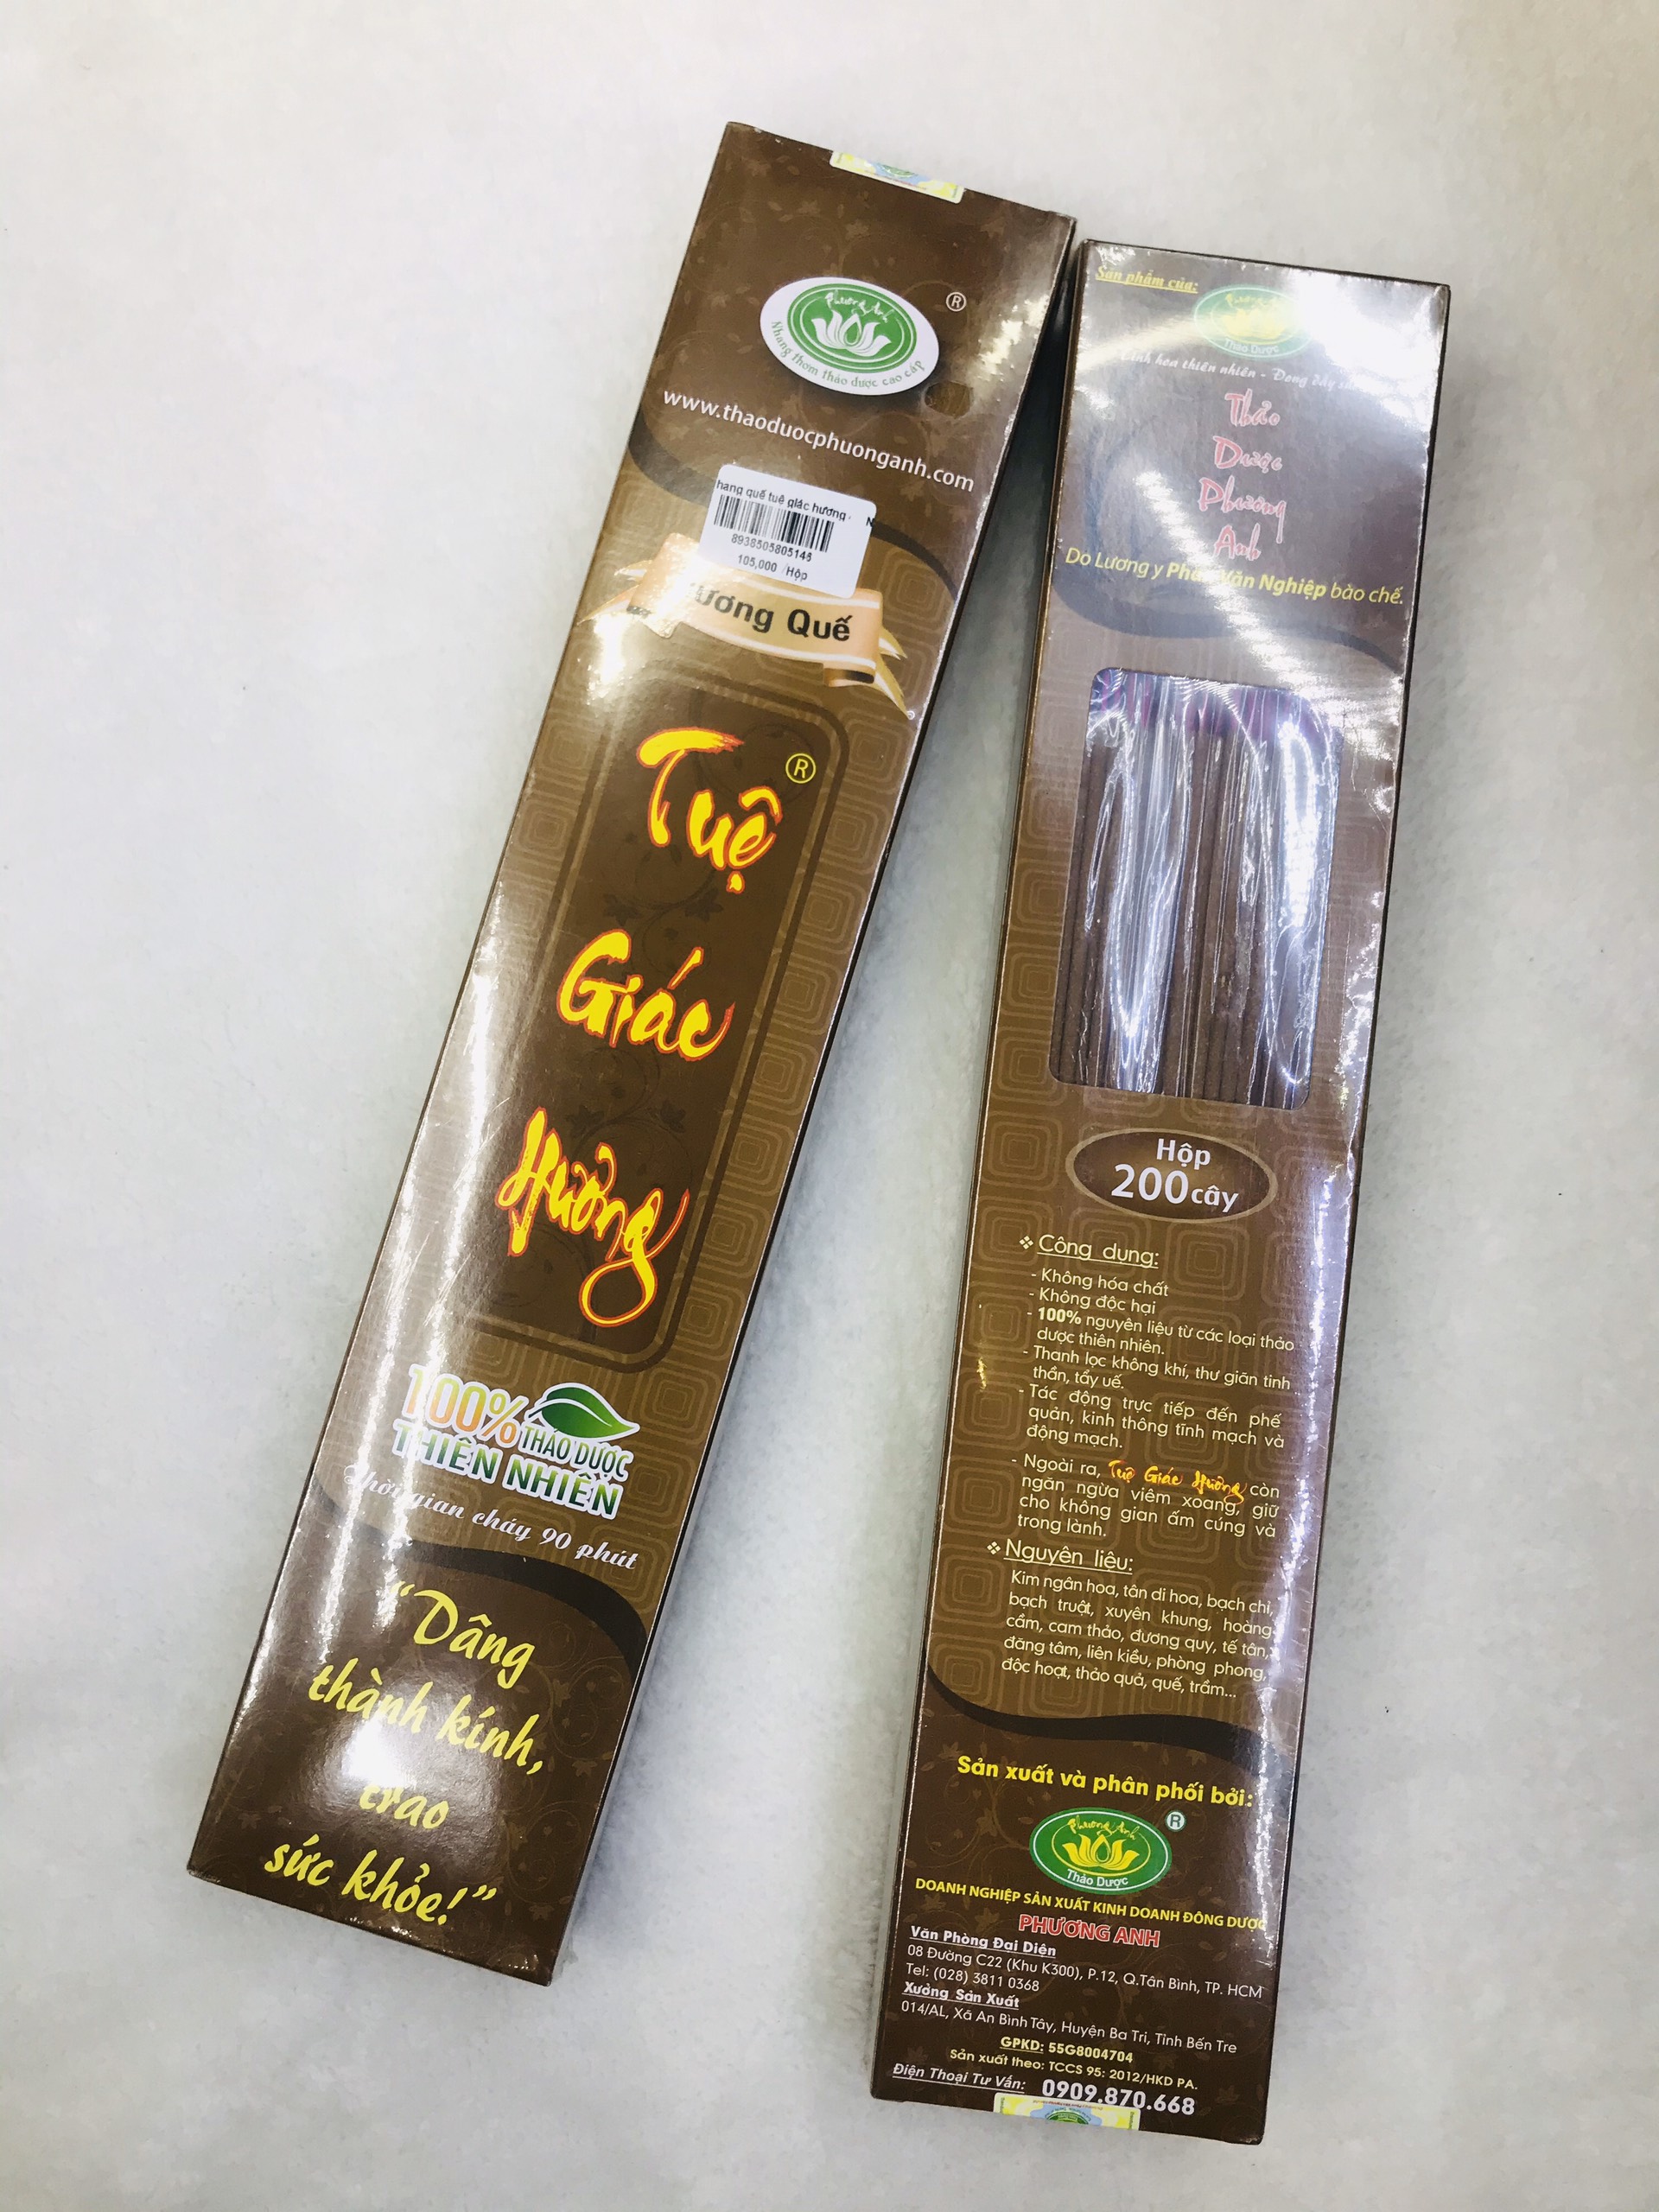 Phương Anh
Nhang thơm thảo dược cao cấp
®
www.thaoduocphuonganh.com
hang quế tuệ giác hương - N
8938505805146
105,000 /Hộp
ương Quế
Tuệ ®
Giác
Hương
100% THẢO DƯỢC
THIÊN NHIÊN
Thời gian cháy 90 phút
"Dâng
thành kính,
trao
sức khỏe!"
Sản phẩm của:
Phương Anh
Thảo Dược
Tinh hoa thiên nhiên - Đong đầy
Thảo
Dược
Phương
Anh
Do Lương y Văn Nghiệp bào chế.
Hộp
200 cây
❖ Công dụng:
- Không hóa chất
- Không độc hại
- 100% nguyên liệu từ các loại thảo
dược thiên nhiên.
- Thanh lọc không khí, thư giãn tinh
thần, tẩy uế.
- Tác động trực tiếp đến phế
quản, kinh thông tĩnh mạch và
động mạch.
- Ngoài ra, Tuệ Giác Hương còn
ngăn ngừa viêm xoang, giữ
cho không gian ấm cúng và
trong lành.
❖ Nguyên liệu:
Kim ngân hoa, tân di hoa, bạch chỉ,
bạch truật, xuyên khung, hoàng
cầm, cam thảo, đương quy, tế tân,
đăng tâm, liên kiều, phòng phong,
độc hoạt, thảo quả, quế, trầm...
Sản xuất và phân phối bởi:
Phương Anh ®
Thảo Dược
DOANH NGHIỆP SẢN XUẤT KINH DOANH ĐÔNG DƯỢC
PHƯƠNG ANH
Văn Phòng Đại Diện
08 Đường C22 (Khu K300), P.12, Q.Tân Bình, TP. HCM
Tel: (028) 3811 0368
Xưởng Sản Xuất
014/AL, Xã An Bình Tây, Huyện Ba Tri, Tỉnh Bến Tre
GPKD: 55G8004704
Sản xuất theo: TCCS 95: 2012/HKD PA.
Điện Thoại Tư Vấn: 0909.870.668